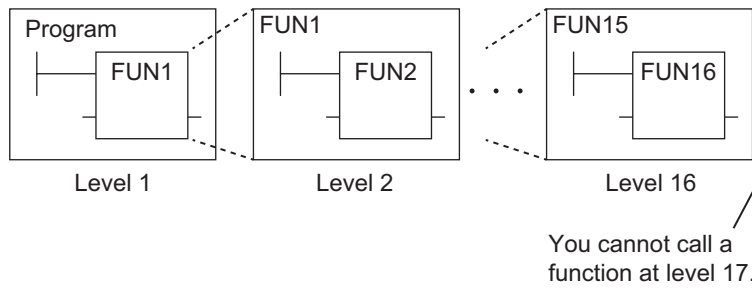 Program
FUN1
FUN1
FUN2
. . .
FUN15
FUN16
Level 1
Level 2
Level 16
You cannot call a
function at level 17.